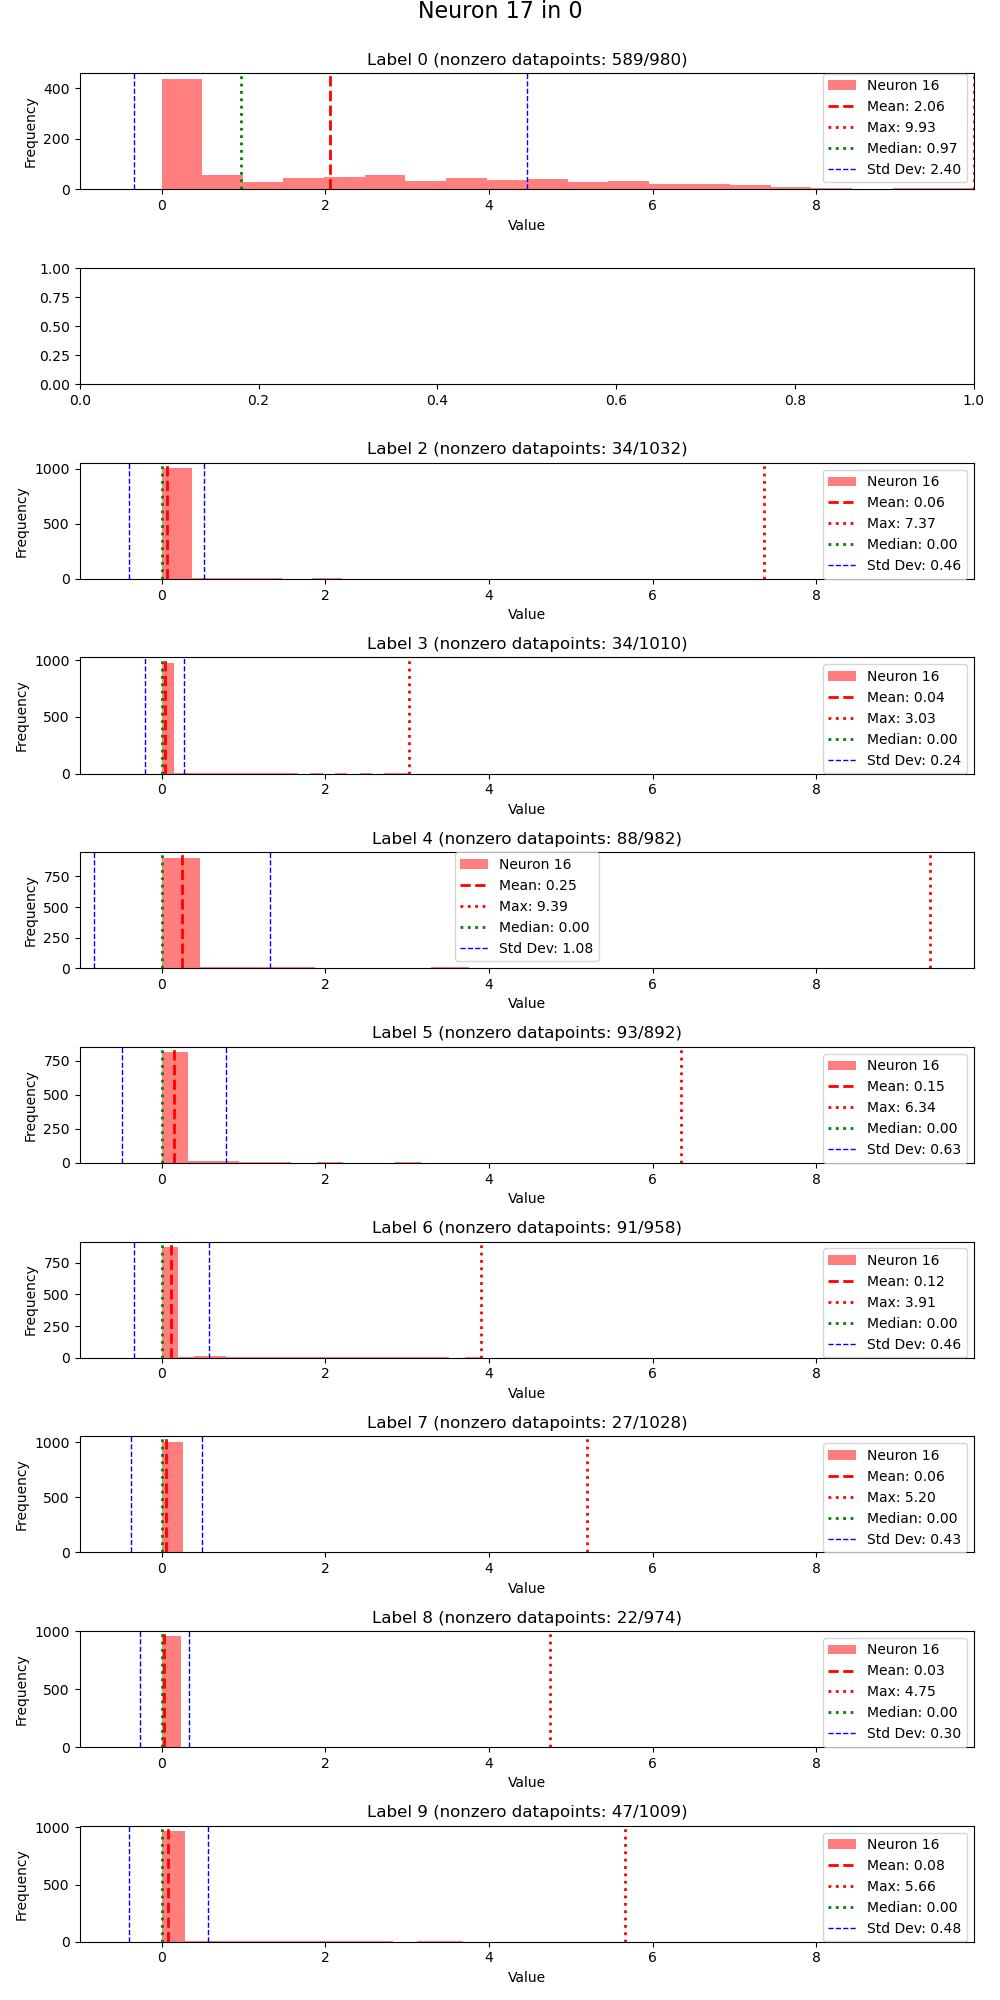 Neuron 17 in 0
Label 0 (nonzero datapoints: 589/980)
Frequency
400
200
0
Neuron 16
Mean: 2.06
Max: 9.93
Median: 0.97
Std Dev: 2.40
0 2 4 6 8
Value
1.00
0.75
0.50
0.25
0.00
0.0 0.2 0.4 0.6 0.8 1.0
Label 2 (nonzero datapoints: 34/1032)
Frequency
1000
500
0
Neuron 16
Mean: 0.06
Max: 7.37
Median: 0.00
Std Dev: 0.46
0 2 4 6 8
Value
Label 3 (nonzero datapoints: 34/1010)
Frequency
1000
500
0
Neuron 16
Mean: 0.04
Max: 3.03
Median: 0.00
Std Dev: 0.24
0 2 4 6 8
Value
Label 4 (nonzero datapoints: 88/982)
Frequency
750
500
250
0
Neuron 16
Mean: 0.25
Max: 9.39
Median: 0.00
Std Dev: 1.08
0 2 4 6 8
Value
Label 5 (nonzero datapoints: 93/892)
Frequency
750
500
250
0
Neuron 16
Mean: 0.15
Max: 6.34
Median: 0.00
Std Dev: 0.63
0 2 4 6 8
Value
Label 6 (nonzero datapoints: 91/958)
Frequency
750
500
250
0
Neuron 16
Mean: 0.12
Max: 3.91
Median: 0.00
Std Dev: 0.46
0 2 4 6 8
Value
Label 7 (nonzero datapoints: 27/1028)
Frequency
1000
500
0
Neuron 16
Mean: 0.06
Max: 5.20
Median: 0.00
Std Dev: 0.43
0 2 4 6 8
Value
Label 8 (nonzero datapoints: 22/974)
Frequency
1000
500
0
Neuron 16
Mean: 0.03
Max: 4.75
Median: 0.00
Std Dev: 0.30
0 2 4 6 8
Value
Label 9 (nonzero datapoints: 47/1009)
Frequency
1000
500
0
Neuron 16
Mean: 0.08
Max: 5.66
Median: 0.00
Std Dev: 0.48
0 2 4 6 8
Value